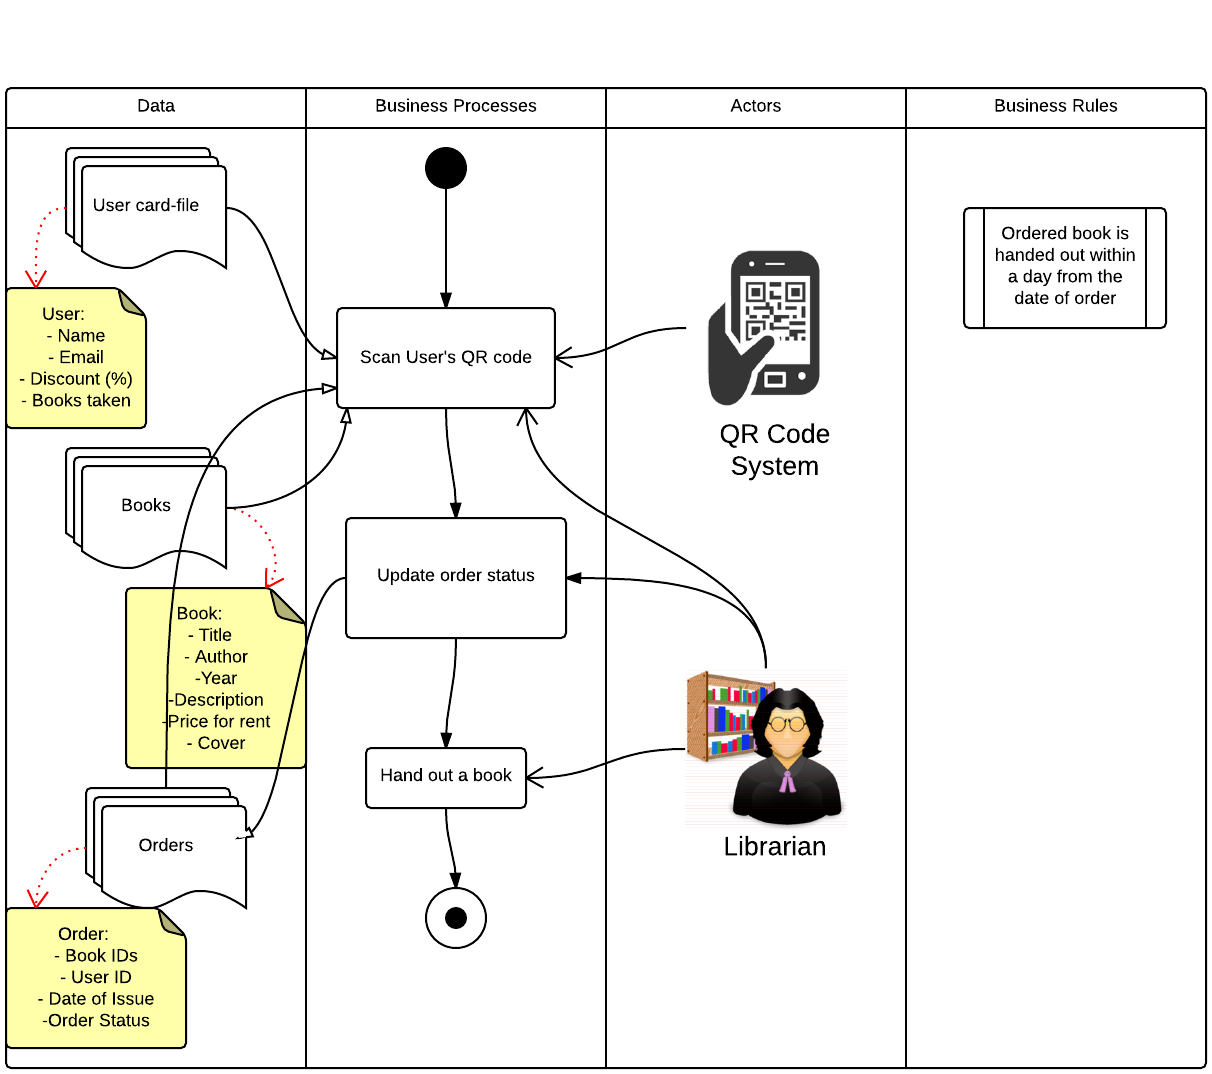 Data
Business Processes
Actors
Business Rules
User card-file
User:
- Name
- Email
- Discount (%)
- Books taken
Books
Book:
- Title
- Author
-Year
-Description
-Price for rent
- Cover
Orders
Order:
- Book IDs
- User ID
- Date of Issue
-Order Status
Scan User's QR code
Update order status
Hand out a book
QR Code
System
Librarian
Ordered book is
handed out within
a day from the
date of order